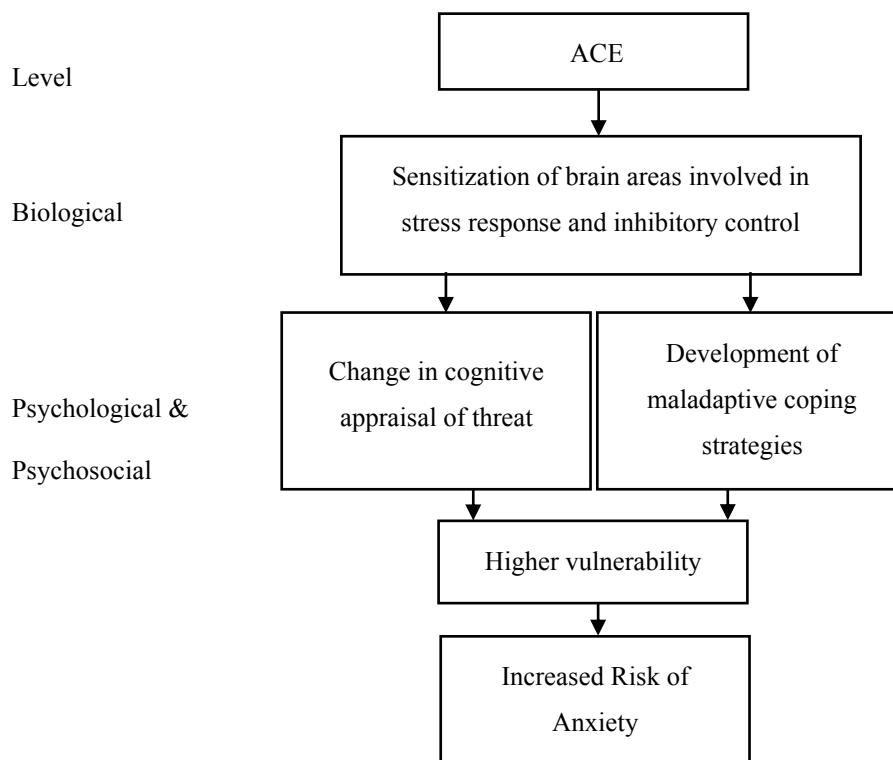 ACE
Level
Sensitization of brain areas involved in
stress response and inhibitory control
Biological
Change in cognitive
appraisal of threat
Development of
maladaptive coping
strategies
Psychological &
Psychosocial
Higher vulnerability
Increased Risk of
Anxiety